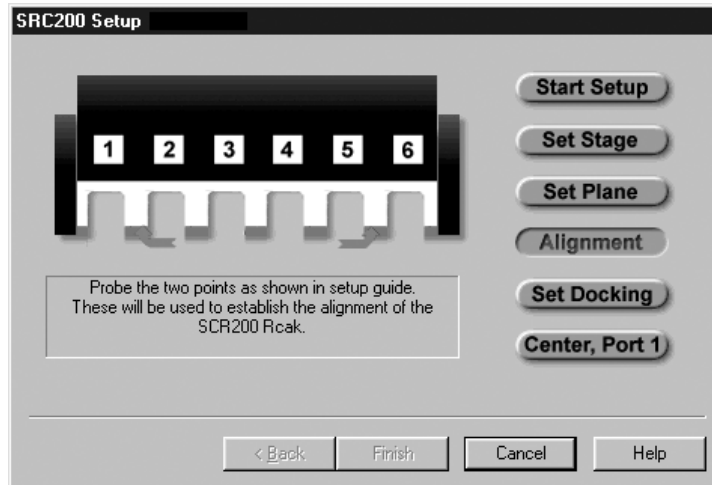 SRC200 Setup
1 2 3 4 5 6
Start Setup
Set Stage
Set Plane
Alignment
Set Docking
Center, Port 1
Probe the two points as shown in setup guide.
These will be used to establish the alignment of the
SCR200 Rcak.
< Back
Finish
Cancel
Help